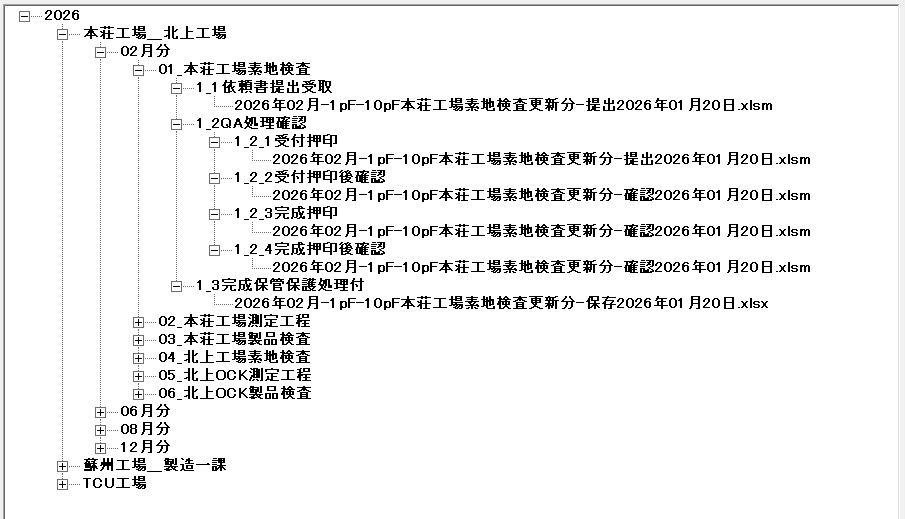 2026
本荘工場__北上工場
02月分
01_本荘工場素地検査
1_1依頼書提出受取
2026年02月-1pF-10pF本荘工場素地検査更新分-提出2026年01月20日.xlsm
1_2QA処理確認
1_2_1受付押印
2026年02月-1pF-10pF本荘工場素地検査更新分-提出2026年01月20日.xlsm
1_2_2受付押印後確認
2026年02月-1pF-10pF本荘工場素地検査更新分-確認2026年01月20日.xlsm
1_2_3完成押印
2026年02月-1pF-10pF本荘工場素地検査更新分-確認2026年01月20日.xlsm
1_2_4完成押印後確認
2026年02月-1pF-10pF本荘工場素地検査更新分-確認2026年01月20日.xlsm
1_3完成保管保護処理付
2026年02月-1pF-10pF本荘工場素地検査更新分-保存2026年01月20日.xlsx
02_本荘工場測定工程
03_本荘工場製品検査
04_北上工場素地検査
05_北上OCK測定工程
06_北上OCK製品検査
06月分
08月分
12月分
蘇州工場__製造一課
TCU工場